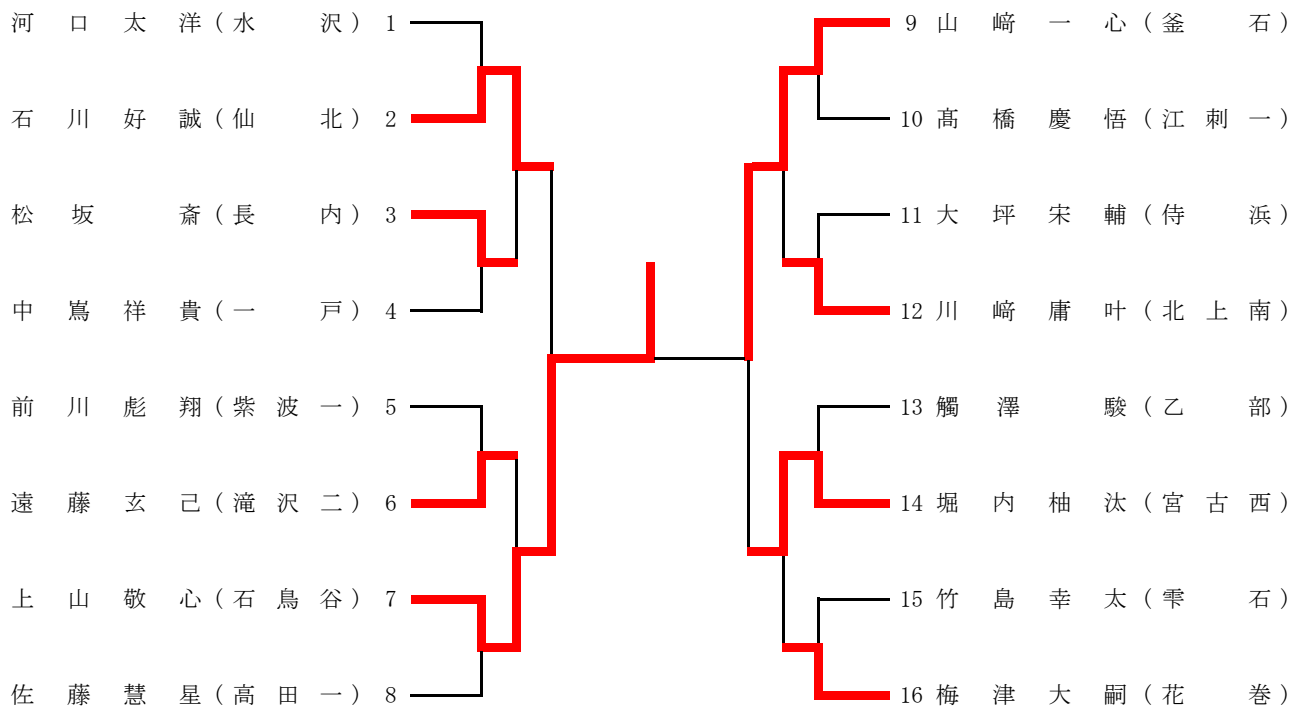 河口太洋(水沢) 1
石川好誠(仙北) 2
松坂斎(長内) 3
中嶌祥貴(一戸) 4
前川彪翔(紫波一) 5
遠藤玄己(滝沢二) 6
上山敬心(石鳥谷) 7
佐藤慧星(高田一) 8
9 山﨑一心(釜石)
10 髙橋慶悟(江刺一)
11 大坪宋輔(侍浜)
12 川﨑庸叶(北上南)
13 觸澤駿(乙部)
14 堀内柚汰(宮古西)
15 竹島幸太(雫石)
16 梅津大嗣(花巻)